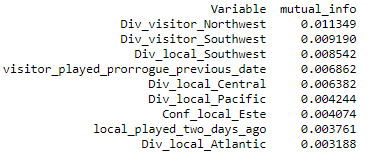 Variable mutual_info
Div_visitor_Northwest 0.011349
Div_visitor_Southwest 0.009190
Div_local_Southwest 0.008542
visitor_played_prorrogue_previous_date 0.006862
Div_local_Central 0.006382
Div_local_Pacific 0.004244
Conf_local_Este 0.004074
local_played_two_days_ago 0.003761
Div_local_Atlantic 0.003188